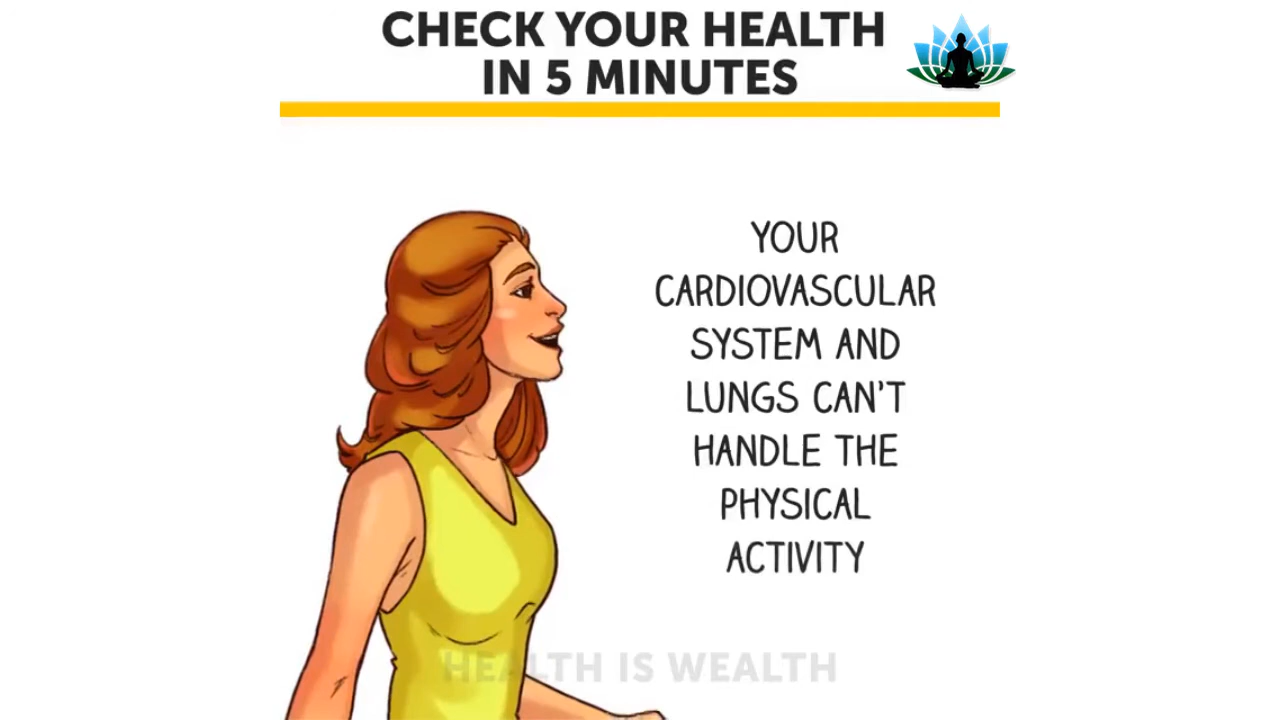 CHECK YOUR HEALTH
IN 5 MINUTES
YOUR
CARDIOVASCULAR
SYSTEM AND
LUNGS CAN'T
HANDLE THE
PHYSICAL
ACTIVITY
HEALTH IS WEALTH